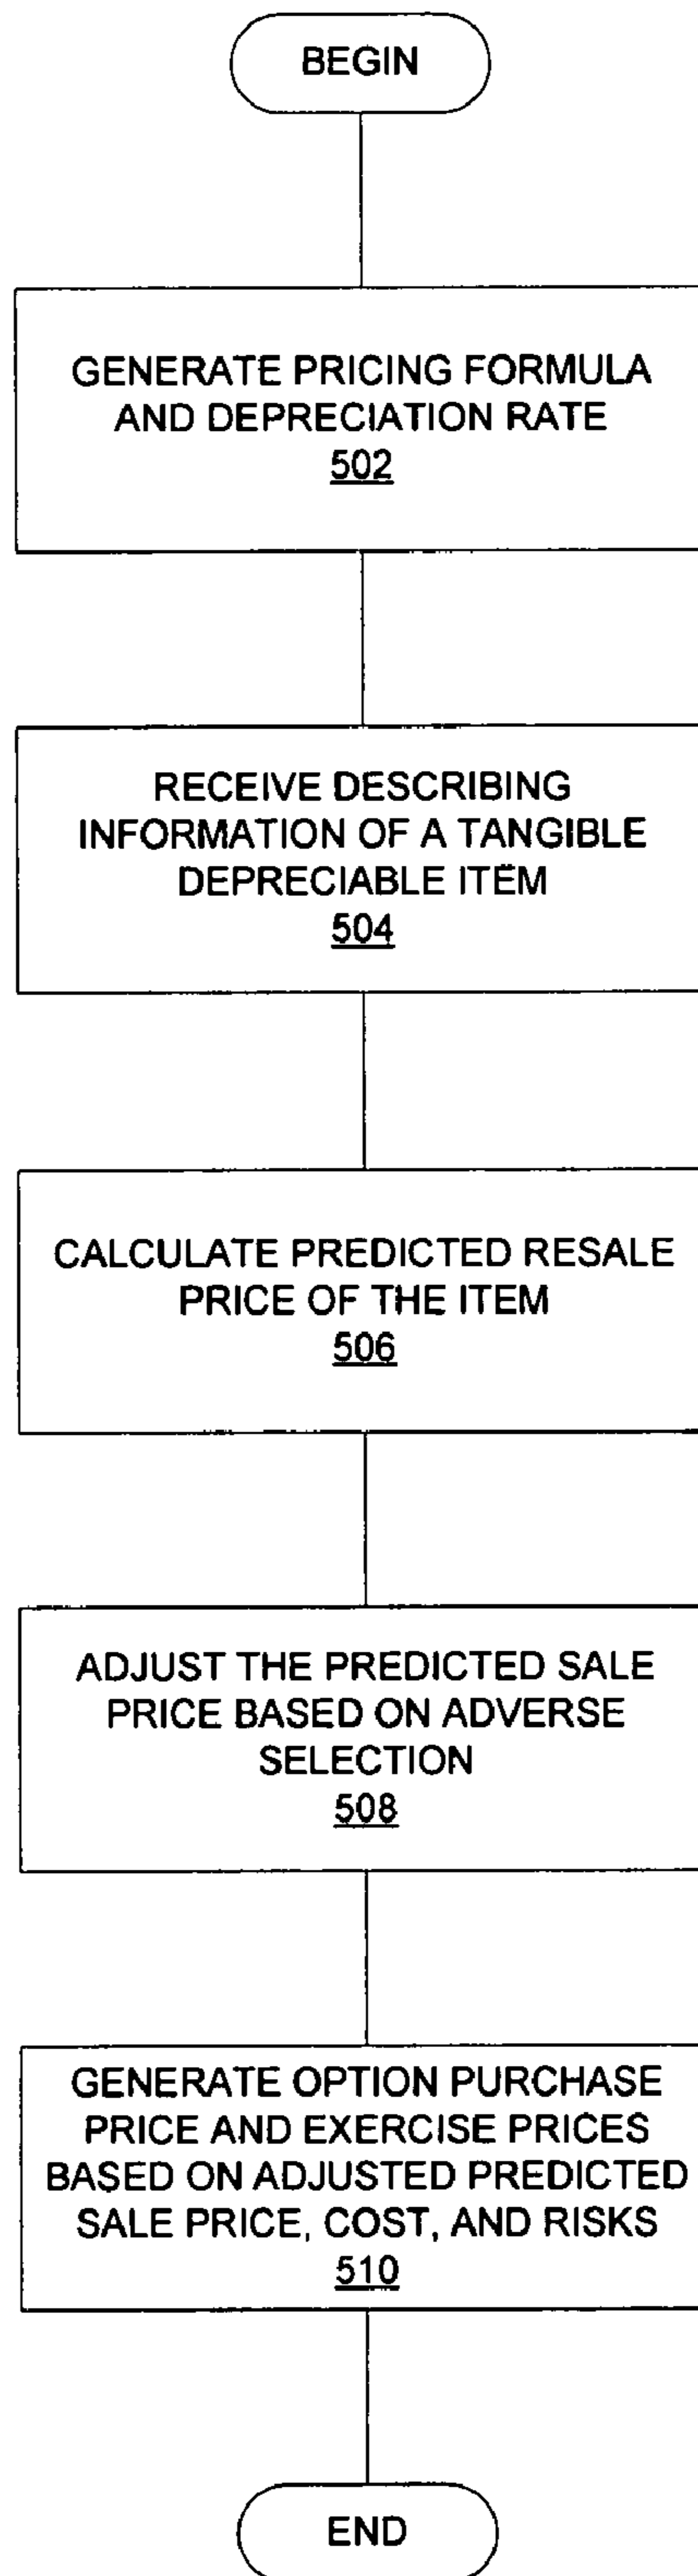 BEGIN
GENERATE PRICING FORMULA
AND DEPRECIATION RATE
502
RECEIVE DESCRIBING
INFORMATION OF A TANGIBLE
DEPRECIABLE ITEM
504
CALCULATE PREDICTED RESALE
PRICE OF THE ITEM
506
ADJUST THE PREDICTED SALE
PRICE BASED ON ADVERSE
SELECTION
508
GENERATE OPTION PURCHASE
PRICE AND EXERCISE PRICES
BASED ON ADJUSTED PREDICTED
SALE PRICE, COST, AND RISKS
510
END